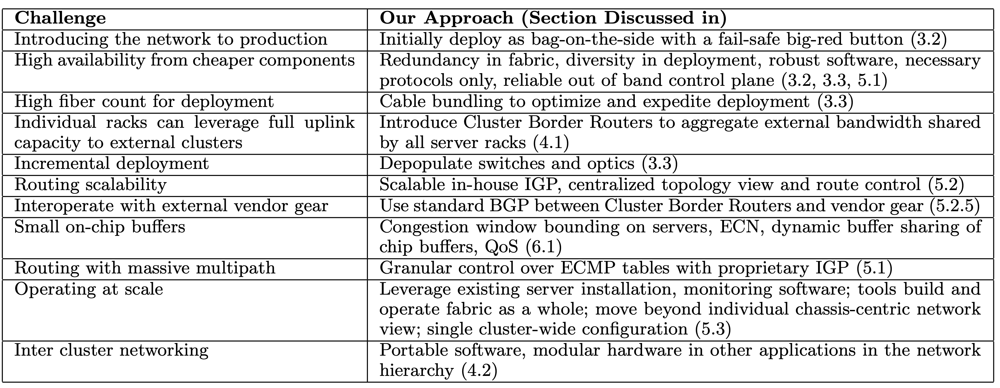 Challenge
Our Approach (Section Discussed in)
Introducing the network to production
Initially deploy as bag-on-the-side with a fail-safe big-red button (3.2)
High availability from cheaper components
Redundancy in fabric, diversity in deployment, robust software, necessary
protocols only, reliable out of band control plane (3.2, 3.3, 5.1)
High fiber count for deployment
Cable bundling to optimize and expedite deployment (3.3)
Individual racks can leverage full uplink
capacity to external clusters
Introduce Cluster Border Routers to aggregate external bandwidth shared
by all server racks (4.1)
Incremental deployment
Depopulate switches and optics (3.3)
Routing scalability
Scalable in-house IGP, centralized topology view and route control (5.2)
Interoperate with external vendor gear
Use standard BGP between Cluster Border Routers and vendor gear (5.2.5)
Small on-chip buffers
Congestion window bounding on servers, ECN, dynamic buffer sharing of
chip buffers, QoS (6.1)
Routing with massive multipath
Granular control over ECMP tables with proprietary IGP (5.1)
Operating at scale
Leverage existing server installation, monitoring software; tools build and
operate fabric as a whole; move beyond individual chassis-centric network
view; single cluster-wide configuration (5.3)
Inter cluster networking
Portable software, modular hardware in other applications in the network
hierarchy (4.2)